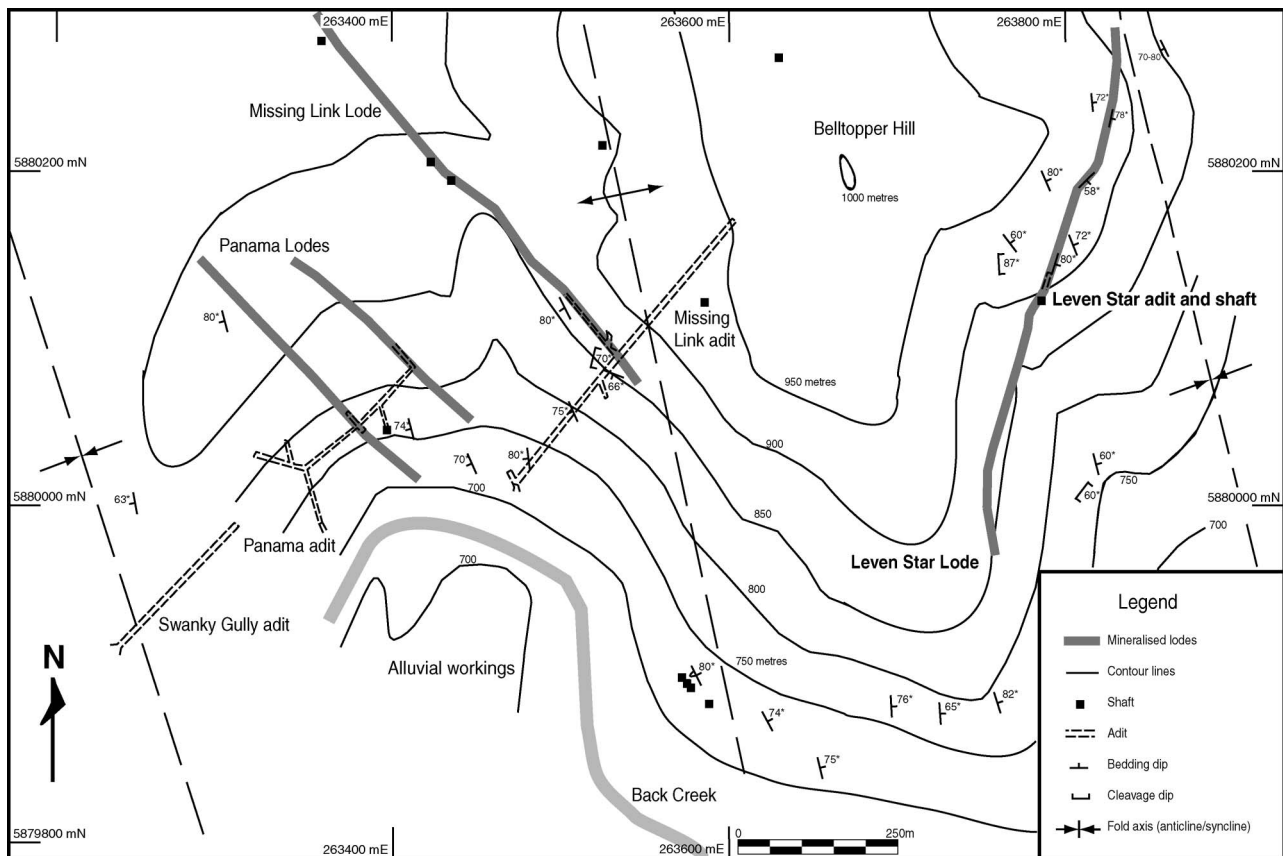 263400 mE
263600 mE
263800 mE
70-80
72*
78*
Missing Link Lode
Belltopper Hill
5880200 mN
5880200 mN
80*
58*
1000 metres
Panama Lodes
60*
72*
87*
80*
Leven Star adit and shaft
80*
80*
Missing
Link adit
70*
66*
950 metres
75*
74*
900
70*
80*
60*
750
63*
5880000 mN
700
60*
5880000 mN
850
700
Panama adit
700
Leven Star Lode
800
Swanky Gully adit
N
Alluvial workings
750 metres
80*
76*
65*
82*
74*
75*
Back Creek
5879800 mN
263400 mE
263600 mE
0
250m
Legend
Mineralised lodes
Contour lines
Shaft
Adit
Bedding dip
Cleavage dip
Fold axis (anticline/syncline)